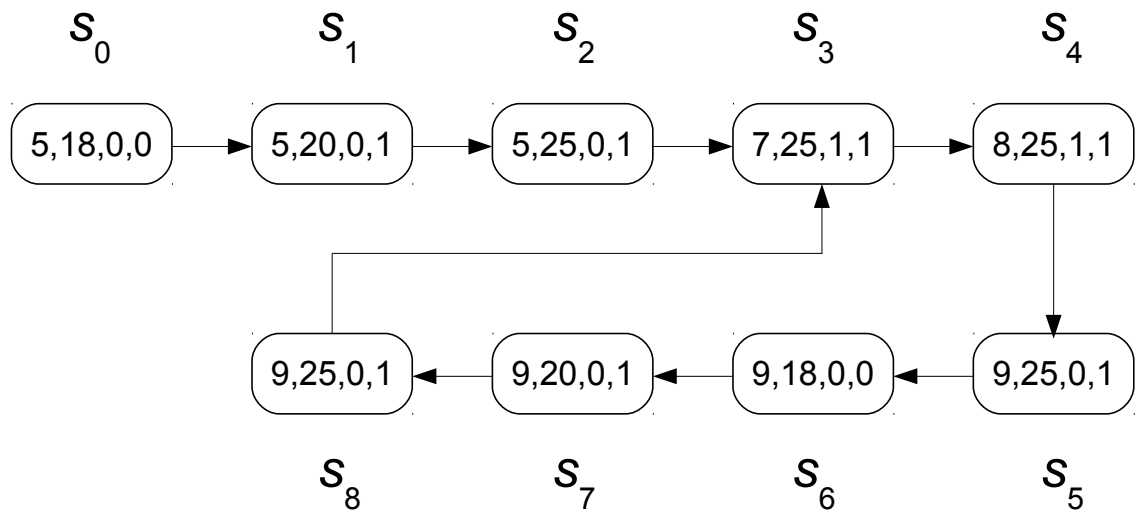 S0 S1 S2 S3 S4
5,18,0,0 5,20,0,1 5,25,0,1 7,25,1,1 8,25,1,1
9,25,0,1 9,20,0,1 9,18,0,0 9,25,0,1
S8 S7 S6 S5